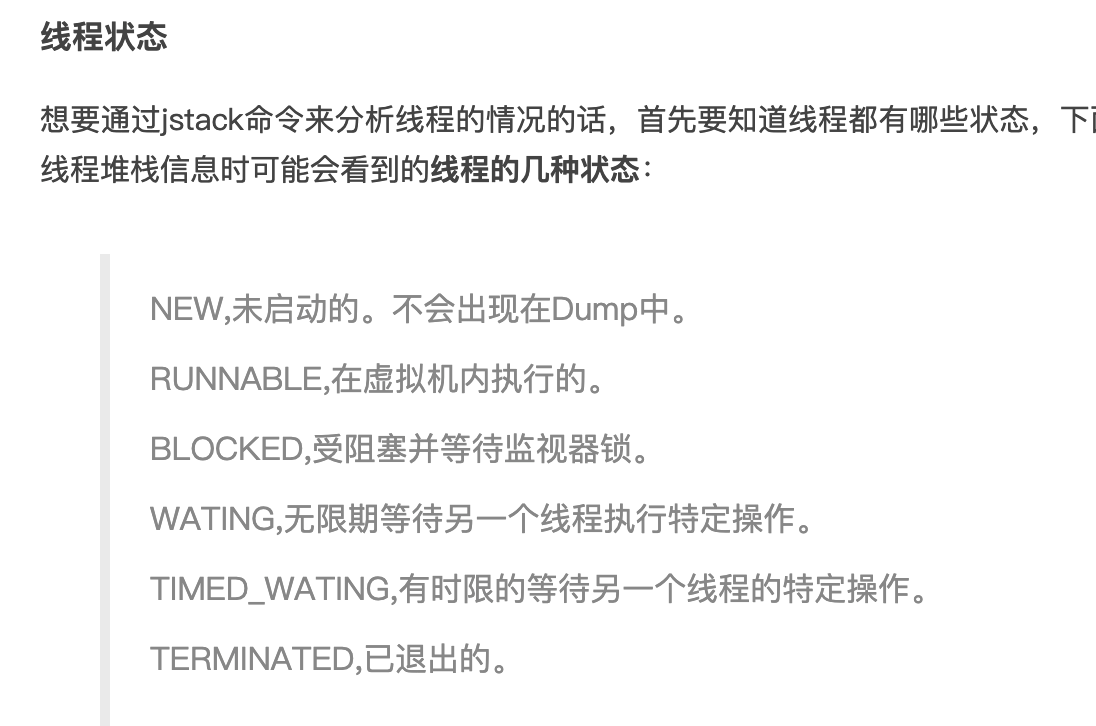 线程状态
想要通过jstack命令来分析线程的情况的话，首先要知道线程都有哪些状态，下
线程堆栈信息时可能会看到的线程的几种状态：
NEW,未启动的。不会出现在Dump中。
RUNNABLE,在虚拟机内执行的。
BLOCKED,受阻塞并等待监视器锁。
WATING,无限期等待另一个线程执行特定操作。
TIMED_WATING,有时限的等待另一个线程的特定操作。
TERMINATED,已退出的。